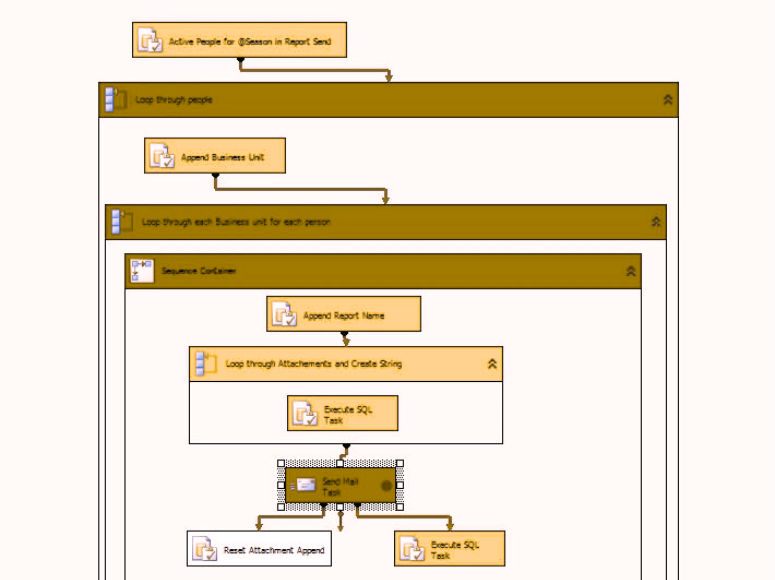 Active People for @Season in Report Send
Loop through people
Append Business Unit
Loop through each Business unit for each person
Sequence Container
Append Report Name
Loop through Attachements and Create String
Execute SQL
Task
Send Mail
Task
Reset Attachment Append
Execute SQL
Task